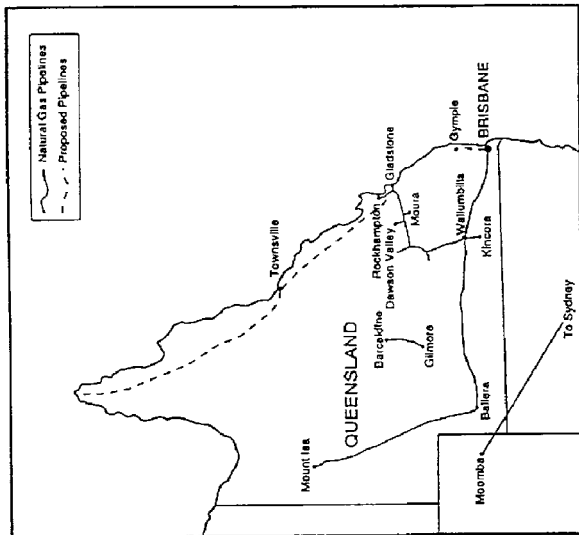 Natural Gas Pipelines
Proposed Pipelines
Townsville
Rockhampton
Gladstone
Dawson Valley
Moura
Gympie
BRISBANE
Wallumbilla
Kincora
QUEENSLAND
Barcaldine
Gilmore
Mount Isa
Ballera
Moomba
To Sydney